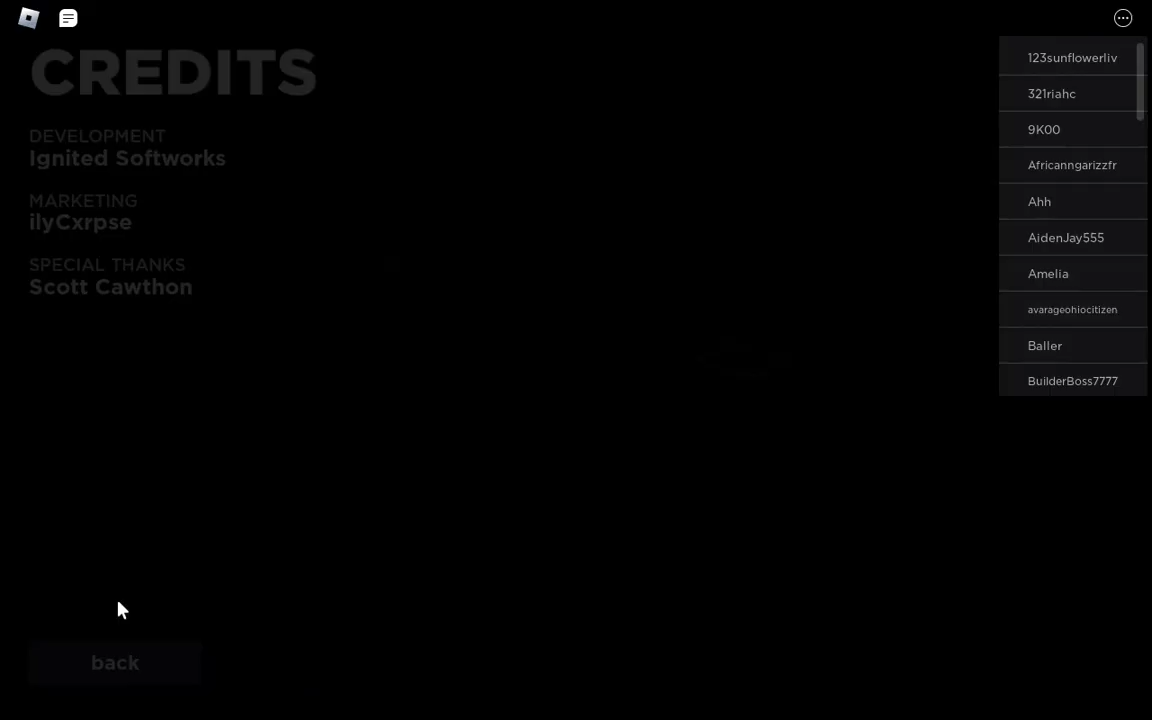 CREDITS
DEVELOPMENT
Ignited Softworks
MARKETING
ilyCxrpse
SPECIAL THANKS
Scott Cawthon
back
123sunflowerliv
321riahc
9K00
Africanngarizzfr
Ahh
AidenJay555
Amelia
avarageohiocitizen
Baller
BuilderBoss7777